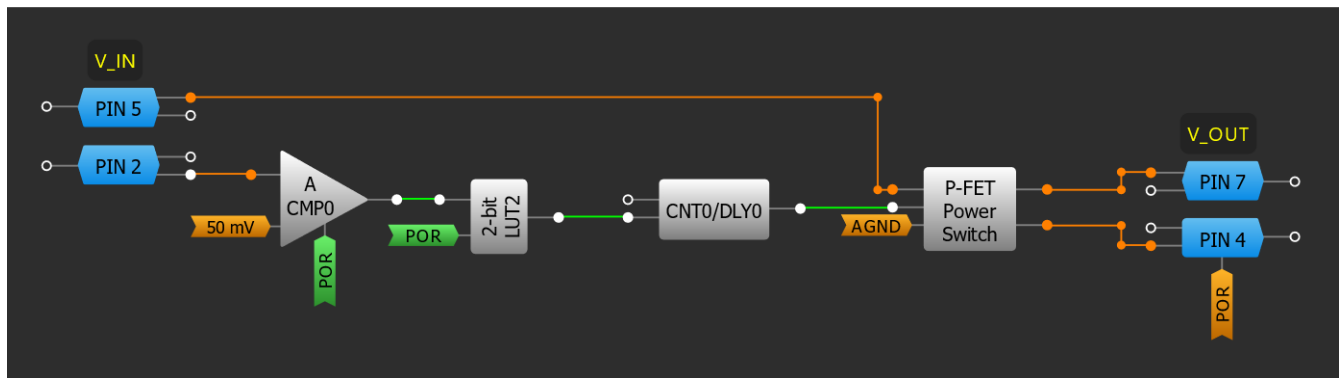 V_IN
PIN 5
PIN 2
A
CMP0
50 mV
POR
POR
2-bit
LUT2
CNT0/DLY0
AGND
P-FET
Power
Switch
V_OUT
PIN 7
PIN 4
POR